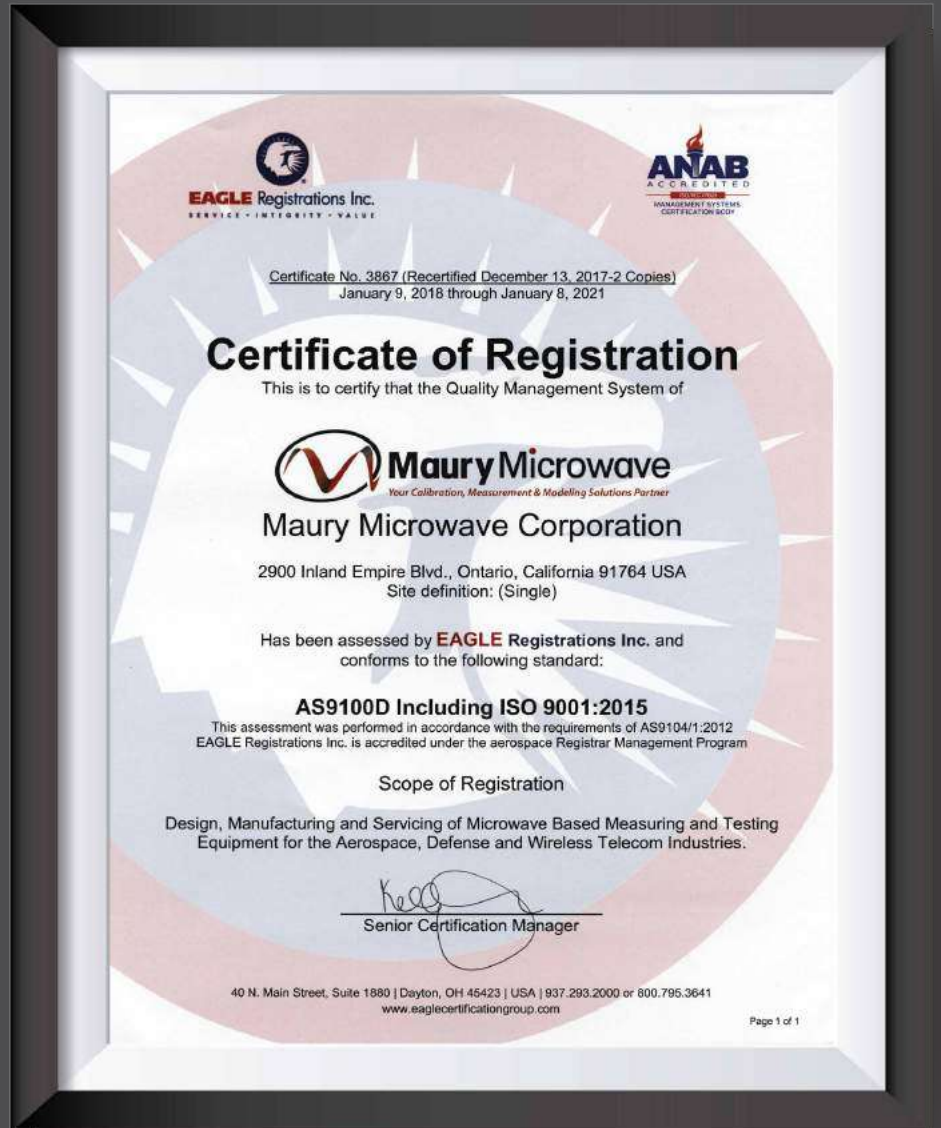 EAGLE Registrations Inc.
SERVICE • INTEGRITY • VALUE
ANAB
ACCREDITED
MANAGEMENT SYSTEMS
CERTIFICATION BODY
Certificate No. 3867 (Recertified December 13, 2017-2 Copies)
January 9, 2018 through January 8, 2021
Certificate of Registration
This is to certify that the Quality Management System of
Maury Microwave
Your Calibration, Measurement & Modeling Solutions Partner
Maury Microwave Corporation
2900 Inland Empire Blvd., Ontario, California 91764 USA
Site definition: (Single)
Has been assessed by EAGLE Registrations Inc. and
conforms to the following standard:
AS9100D Including ISO 9001:2015
This assessment was performed in accordance with the requirements of AS9104/1:2012
EAGLE Registrations Inc. is accredited under the aerospace Registrar Management Program
Scope of Registration
Design, Manufacturing and Servicing of Microwave Based Measuring and Testing
Equipment for the Aerospace, Defense and Wireless Telecom Industries.
Senior Certification Manager
40 N. Main Street, Suite 1880 | Dayton, OH 45423 | USA | 937.293.2000 or 800.795.3641
www.eaglecertificationgroup.com
Page 1 of 1